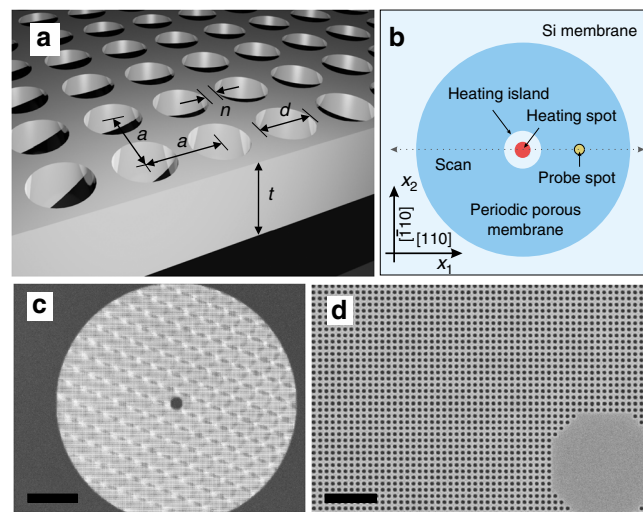 a
n
d
a
a
t
b
Si membrane
Heating island
Heating spot
Scan
Probe spot
x2
Periodic porous
membrane
[1̄10]
[110]
x1
c
d